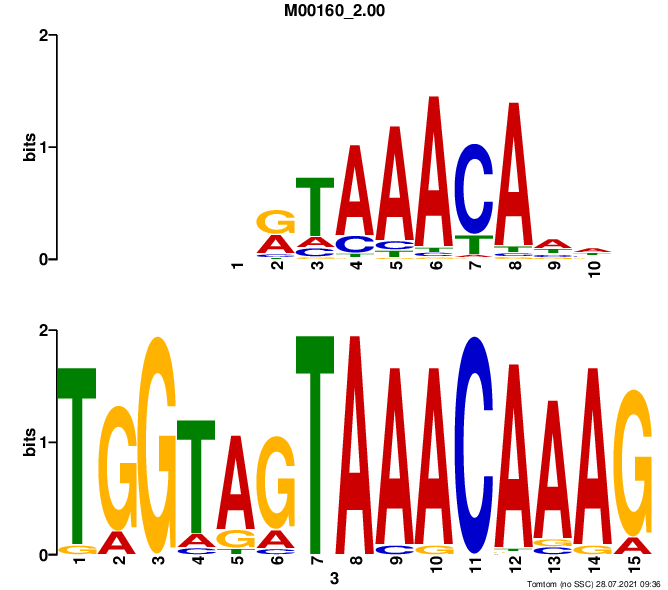 M00160_2.00
2
1
0
bits
1 2 3 4 5 6 7 8 9 10
GTAAACA
2
1
0
bits
TGGTAGTAAACAAAG
1 2 3 4 5 6 7 8 9 10 11 12 13 14 15
3
Tomtom (no SSC) 28.07.2021 09:36